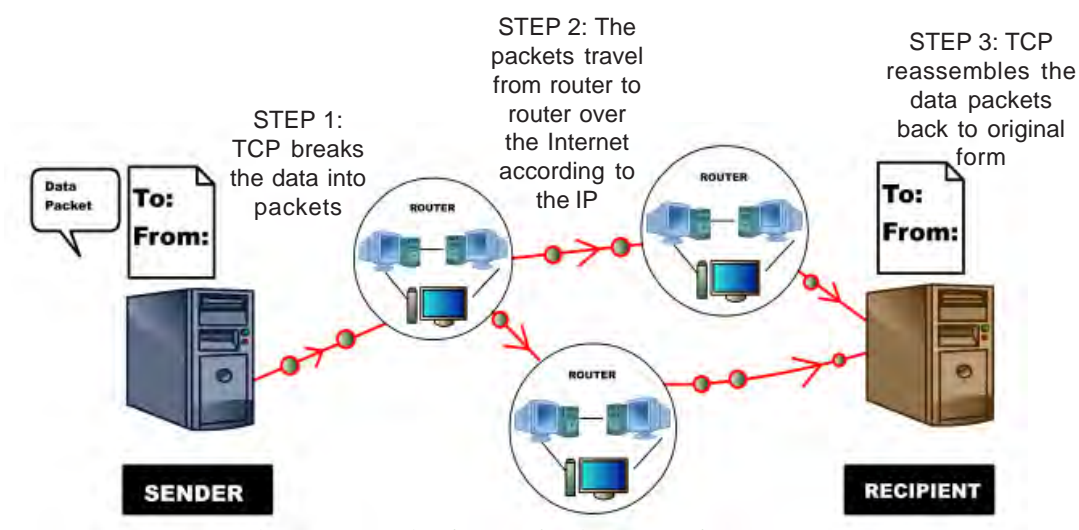 STEP 1:
TCP breaks
the data into
packets
STEP 2: The
packets travel
from router to
router over
the Internet
according to
the IP
STEP 3: TCP
reassembles the
data packets
back to original
form
Data
Packet
To:
From:
ROUTER
ROUTER
ROUTER
To:
From:
SENDER
RECIPIENT